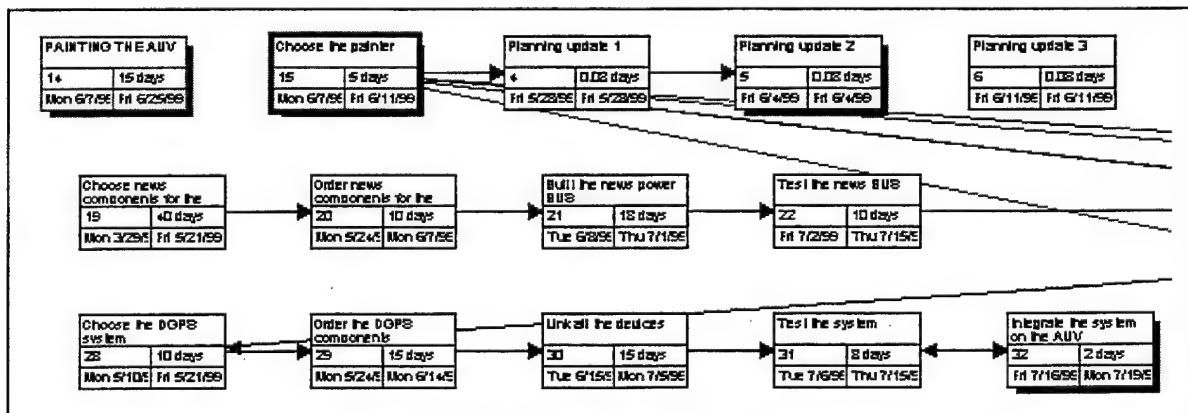 PAINTING THE AUV
14 15 days
Mon 6/7/9 Fri 6/25/99
Choose the painter
15 5 days
Mon 6/7/9 Fri 6/11/99
Planning update 1
4 0.08 days
Fri 5/28/9 Fri 5/28/99
Planning update 2
5 0.08 days
Fri 6/4/99 Fri 6/4/99
Planning update 3
6 0.08 days
Fri 6/11/9 Fri 6/11/99
Choose news
components for the
19 40 days
Mon 3/29/9 Fri 5/21/99
Order news
components for the
20 10 days
Mon 5/24/9 Mon 6/7/99
Built the news power
BUS
21 18 days
Tue 6/8/99 Thu 7/1/99
Test the news BUS
22 10 days
Fri 7/2/99 Thu 7/15/9
Choose the DGPS
system
28 10 days
Mon 5/10/9 Fri 5/21/99
Order the DGPS
components
29 15 days
Mon 5/24/9 Mon 6/14/9
Link all the devices
30 15 days
Tue 6/15/9 Mon 7/5/99
Test the system
31 8 days
Tue 7/6/99 Thu 7/15/9
Integrate the system
on the AUV
32 2 days
Fri 7/16/99 Mon 7/19/9